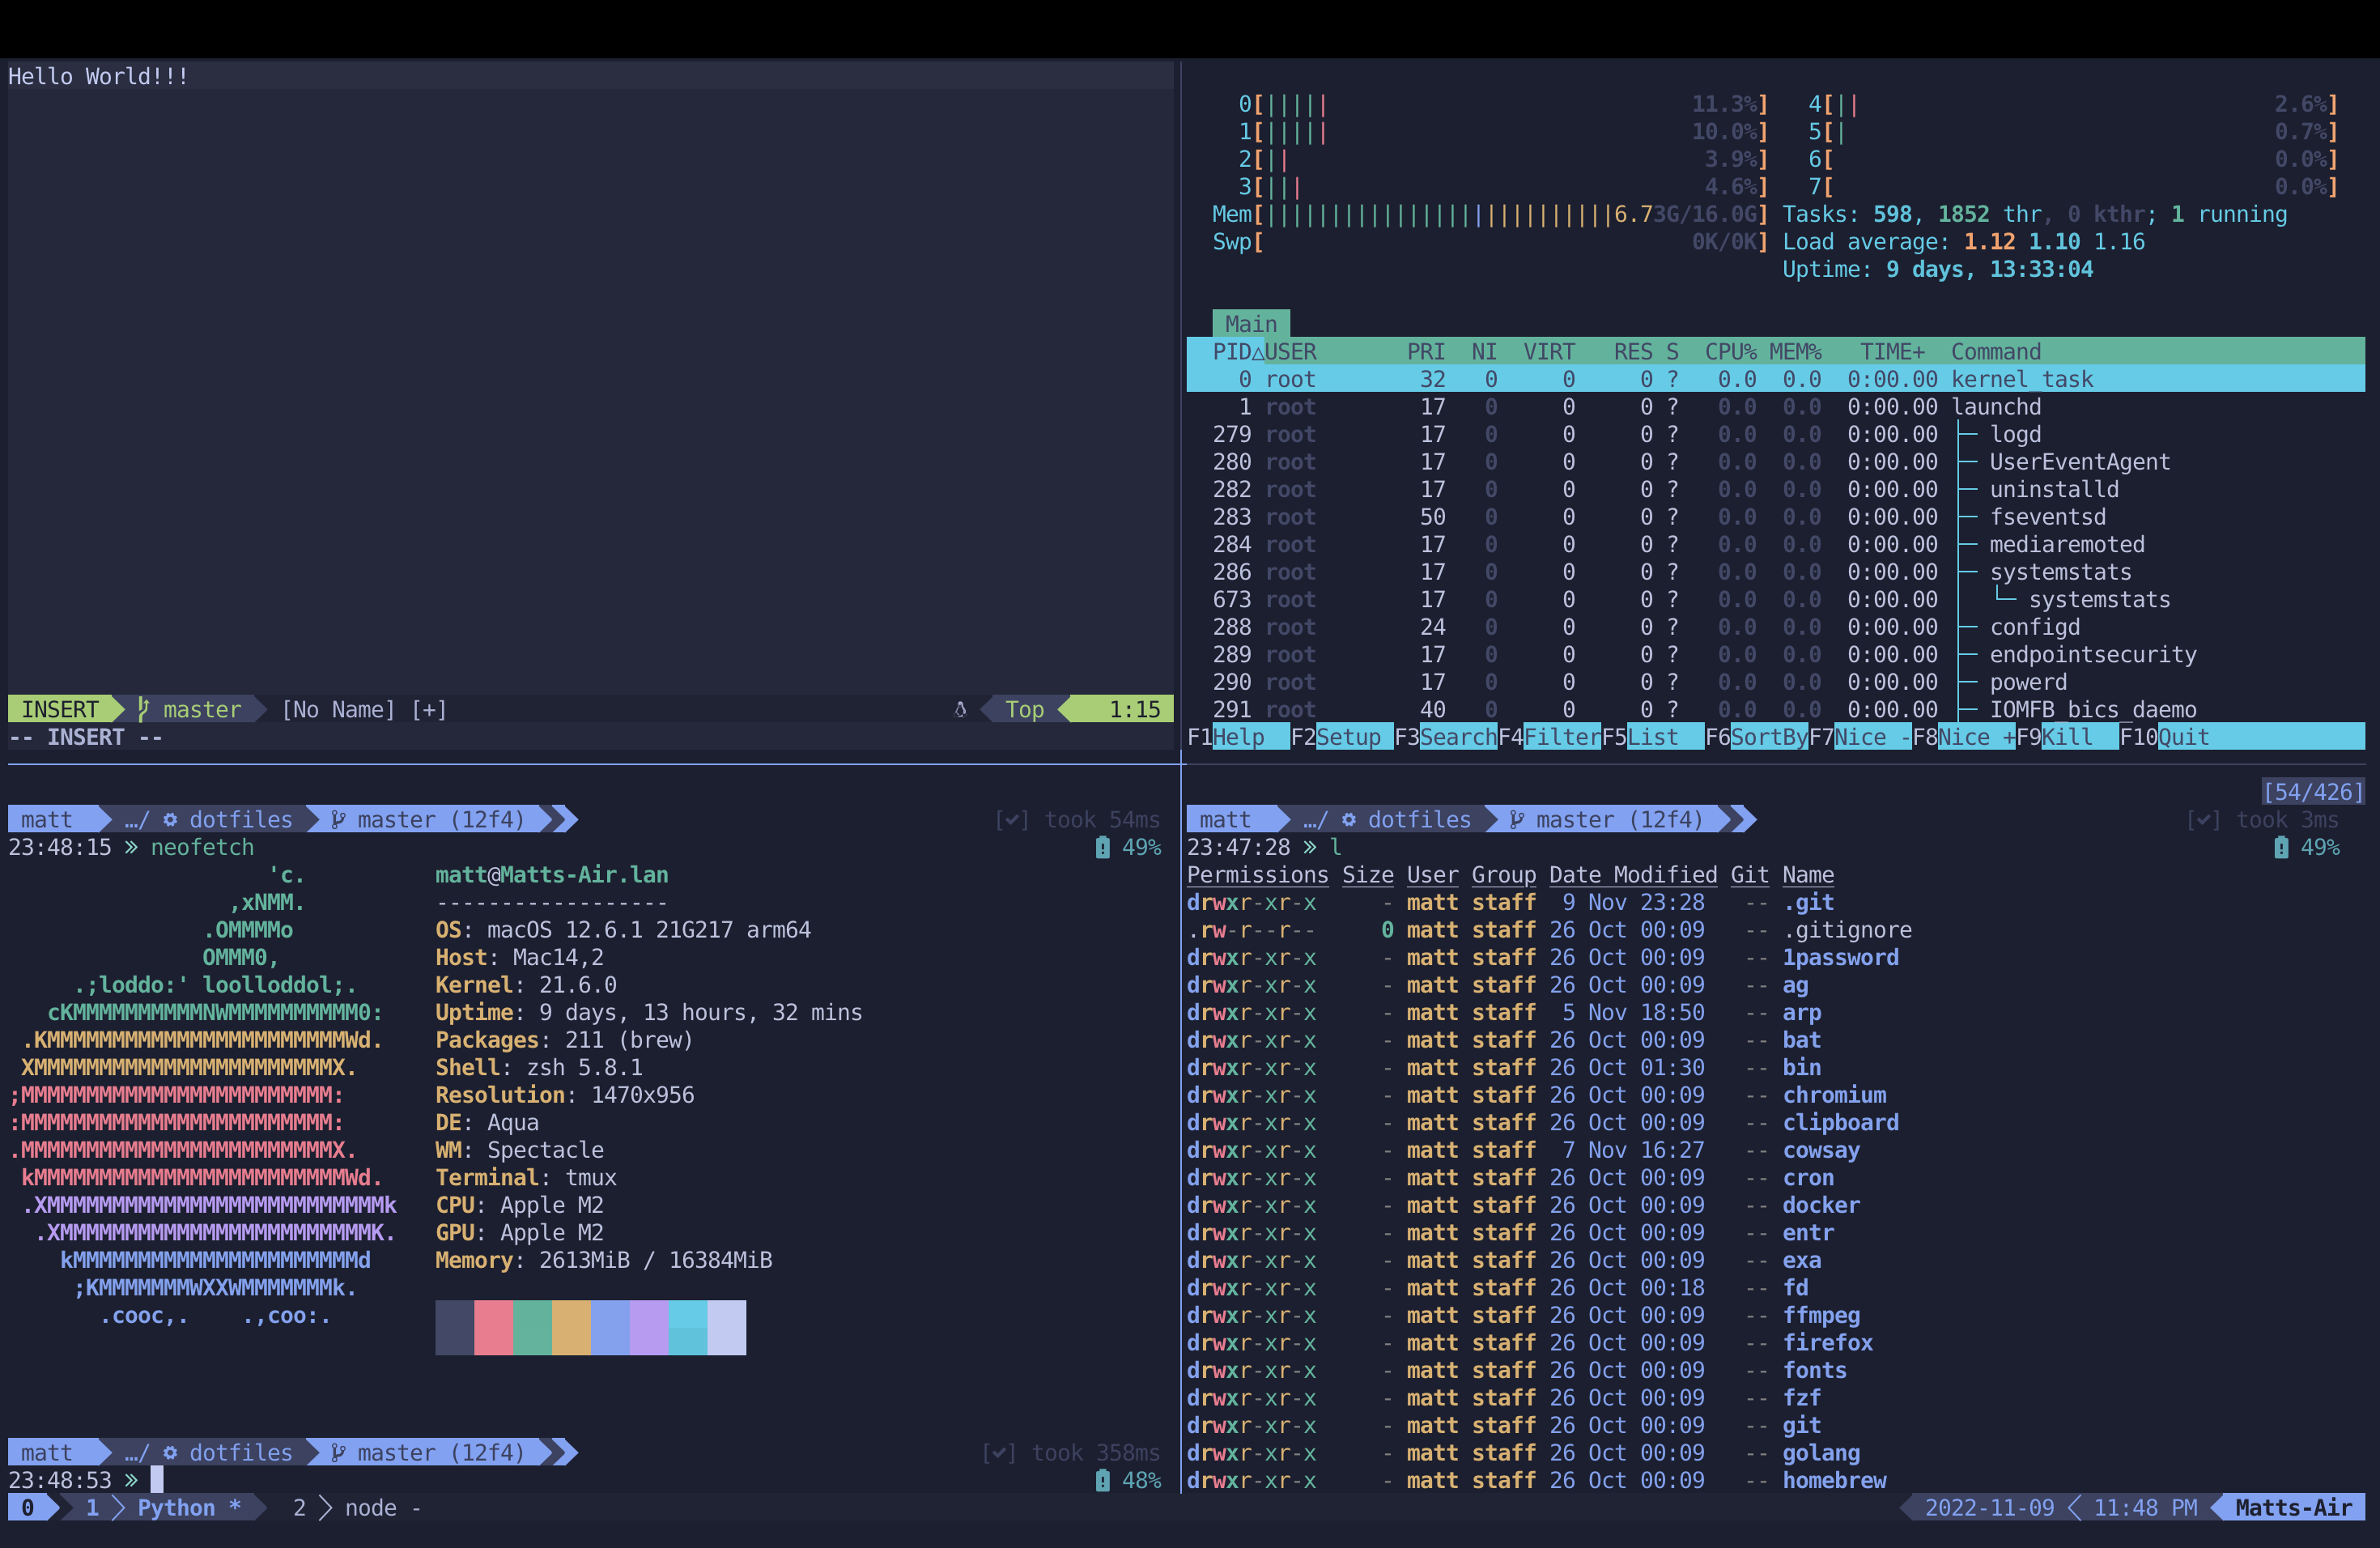 Hello World!!!
INSERT master [No Name] [+] Top 1:15
-- INSERT --
0[||||| 11.3%] 4[|| 2.6%]
1[||||| 10.0%] 5[| 0.7%]
2[|| 3.9%] 6[ 0.0%]
3[||| 4.6%] 7[ 0.0%]
Mem[|||||||||||||||||||||||||||6.73G/16.0G] Tasks: 598, 1852 thr, 0 kthr; 1 running
Swp[ 0K/0K] Load average: 1.12 1.10 1.16
Uptime: 9 days, 13:33:04
Main
PID△USER PRI NI VIRT RES S CPU% MEM% TIME+ Command
0 root 32 0 0 0 ? 0.0 0.0 0:00.00 kernel_task
1 root 17 0 0 0 ? 0.0 0.0 0:00.00 launchd
279 root 17 0 0 0 ? 0.0 0.0 0:00.00 ├─ logd
280 root 17 0 0 0 ? 0.0 0.0 0:00.00 ├─ UserEventAgent
282 root 17 0 0 0 ? 0.0 0.0 0:00.00 ├─ uninstalld
283 root 50 0 0 0 ? 0.0 0.0 0:00.00 ├─ fseventsd
284 root 17 0 0 0 ? 0.0 0.0 0:00.00 ├─ mediaremoted
286 root 17 0 0 0 ? 0.0 0.0 0:00.00 ├─ systemstats
673 root 17 0 0 0 ? 0.0 0.0 0:00.00 │ └─ systemstats
288 root 24 0 0 0 ? 0.0 0.0 0:00.00 ├─ configd
289 root 17 0 0 0 ? 0.0 0.0 0:00.00 ├─ endpointsecurity
290 root 17 0 0 0 ? 0.0 0.0 0:00.00 ├─ powerd
291 root 40 0 0 0 ? 0.0 0.0 0:00.00 ├─ IOMFB_bics_daemo
F1Help F2Setup F3SearchF4FilterF5List F6SortByF7Nice -F8Nice +F9Kill F10Quit
matt …/ dotfiles master (12f4) [✔] took 54ms
23:48:15 » neofetch 49%
'c. matt@Matts-Air.lan
,xNMM. ------------------
.OMMMMo OS: macOS 12.6.1 21G217 arm64
OMMM0, Host: Mac14,2
.;loddo:' loolloddol;. Kernel: 21.6.0
cKMMMMMMMMMMNWMMMMMMMMMM0: Uptime: 9 days, 13 hours, 32 mins
.KMMMMMMMMMMMMMMMMMMMMMMMWd. Packages: 211 (brew)
XMMMMMMMMMMMMMMMMMMMMMMMX. Shell: zsh 5.8.1
;MMMMMMMMMMMMMMMMMMMMMMMM: Resolution: 1470x956
:MMMMMMMMMMMMMMMMMMMMMMMM: DE: Aqua
.MMMMMMMMMMMMMMMMMMMMMMMMX. WM: Spectacle
kMMMMMMMMMMMMMMMMMMMMMMMMWd. Terminal: tmux
.XMMMMMMMMMMMMMMMMMMMMMMMMMMk CPU: Apple M2
.XMMMMMMMMMMMMMMMMMMMMMMMMK. GPU: Apple M2
kMMMMMMMMMMMMMMMMMMMMMMd Memory: 2613MiB / 16384MiB
;KMMMMMMMWXXWMMMMMMMk.
.cooc,. .,coo:.
matt …/ dotfiles master (12f4) [✔] took 358ms
23:48:53 » 48%
[54/426]
matt …/ dotfiles master (12f4) [✔] took 3ms
23:47:28 » l 49%
Permissions Size User Group Date Modified Git Name
drwxr-xr-x - matt staff 9 Nov 23:28 -- .git
.rw-r--r-- 0 matt staff 26 Oct 00:09 -- .gitignore
drwxr-xr-x - matt staff 26 Oct 00:09 -- 1password
drwxr-xr-x - matt staff 26 Oct 00:09 -- ag
drwxr-xr-x - matt staff 5 Nov 18:50 -- arp
drwxr-xr-x - matt staff 26 Oct 00:09 -- bat
drwxr-xr-x - matt staff 26 Oct 01:30 -- bin
drwxr-xr-x - matt staff 26 Oct 00:09 -- chromium
drwxr-xr-x - matt staff 26 Oct 00:09 -- clipboard
drwxr-xr-x - matt staff 7 Nov 16:27 -- cowsay
drwxr-xr-x - matt staff 26 Oct 00:09 -- cron
drwxr-xr-x - matt staff 26 Oct 00:09 -- docker
drwxr-xr-x - matt staff 26 Oct 00:09 -- entr
drwxr-xr-x - matt staff 26 Oct 00:09 -- exa
drwxr-xr-x - matt staff 26 Oct 00:18 -- fd
drwxr-xr-x - matt staff 26 Oct 00:09 -- ffmpeg
drwxr-xr-x - matt staff 26 Oct 00:09 -- firefox
drwxr-xr-x - matt staff 26 Oct 00:09 -- fonts
drwxr-xr-x - matt staff 26 Oct 00:09 -- fzf
drwxr-xr-x - matt staff 26 Oct 00:09 -- git
drwxr-xr-x - matt staff 26 Oct 00:09 -- golang
drwxr-xr-x - matt staff 26 Oct 00:09 -- homebrew
0 1 Python * 2 node - 2022-11-09 11:48 PM Matts-Air